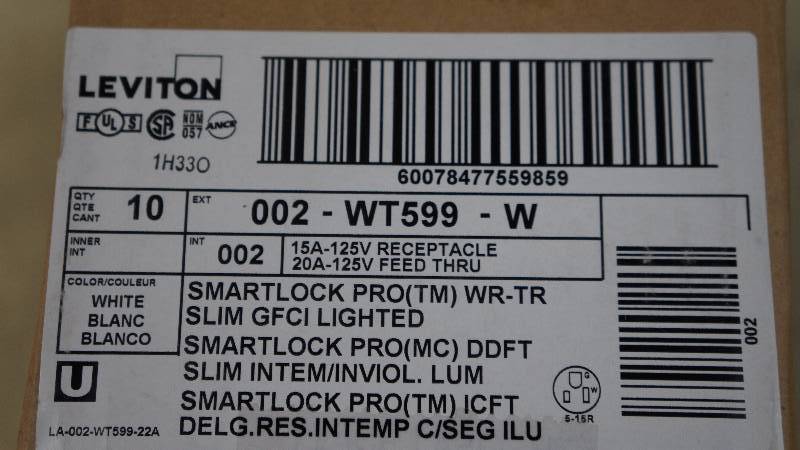 LEVITON
F UL S SA NOM 057 ANCE
1H33O
60078477559859
QTY
QTE
CANT
10
EXT
002 - WT599 - W
INNER
INT
INT
002
15A-125V RECEPTACLE
20A-125V FEED THRU
COLOR/COULEUR
WHITE
BLANC
BLANCO
SMARTLOCK PRO(TM) WR-TR
SLIM GFCI LIGHTED
SMARTLOCK PRO(MC) DDFT
SLIM INTEM/INVIOL. LUM
SMARTLOCK PRO(TM) ICFT
DELG.RES.INTEMP C/SEG ILU
U
LA-002-WT599-22A
G
W
5-15R
002